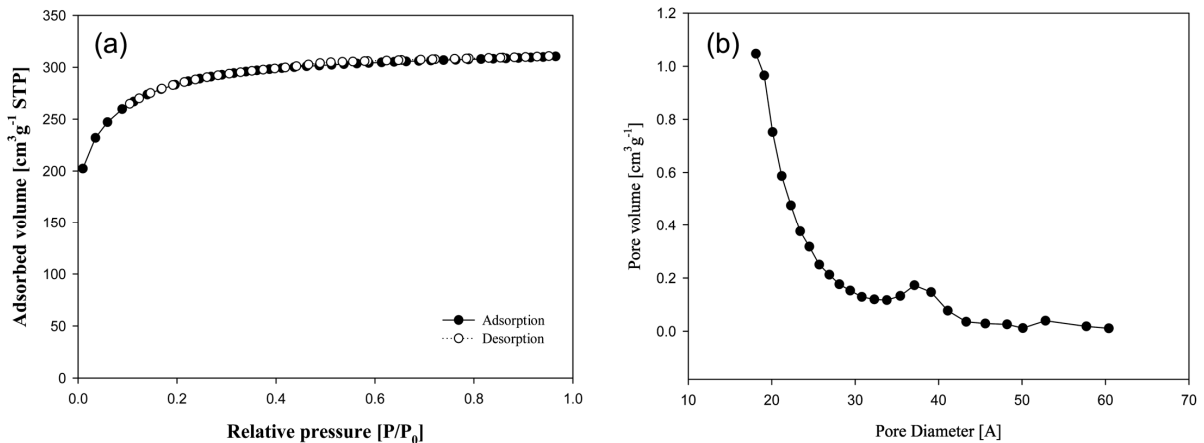 (a)
Adsorbed volume [cm³g⁻¹ STP]
350
300
250
200
150
100
50
0
Adsorption
Desorption
0.0 0.2 0.4 0.6 0.8 1.0
Relative pressure [P/P₀]
(b)
Pore volume [cm³g⁻¹]
1.2
1.0
0.8
0.6
0.4
0.2
0.0
10 20 30 40 50 60 70
Pore Diameter [A]